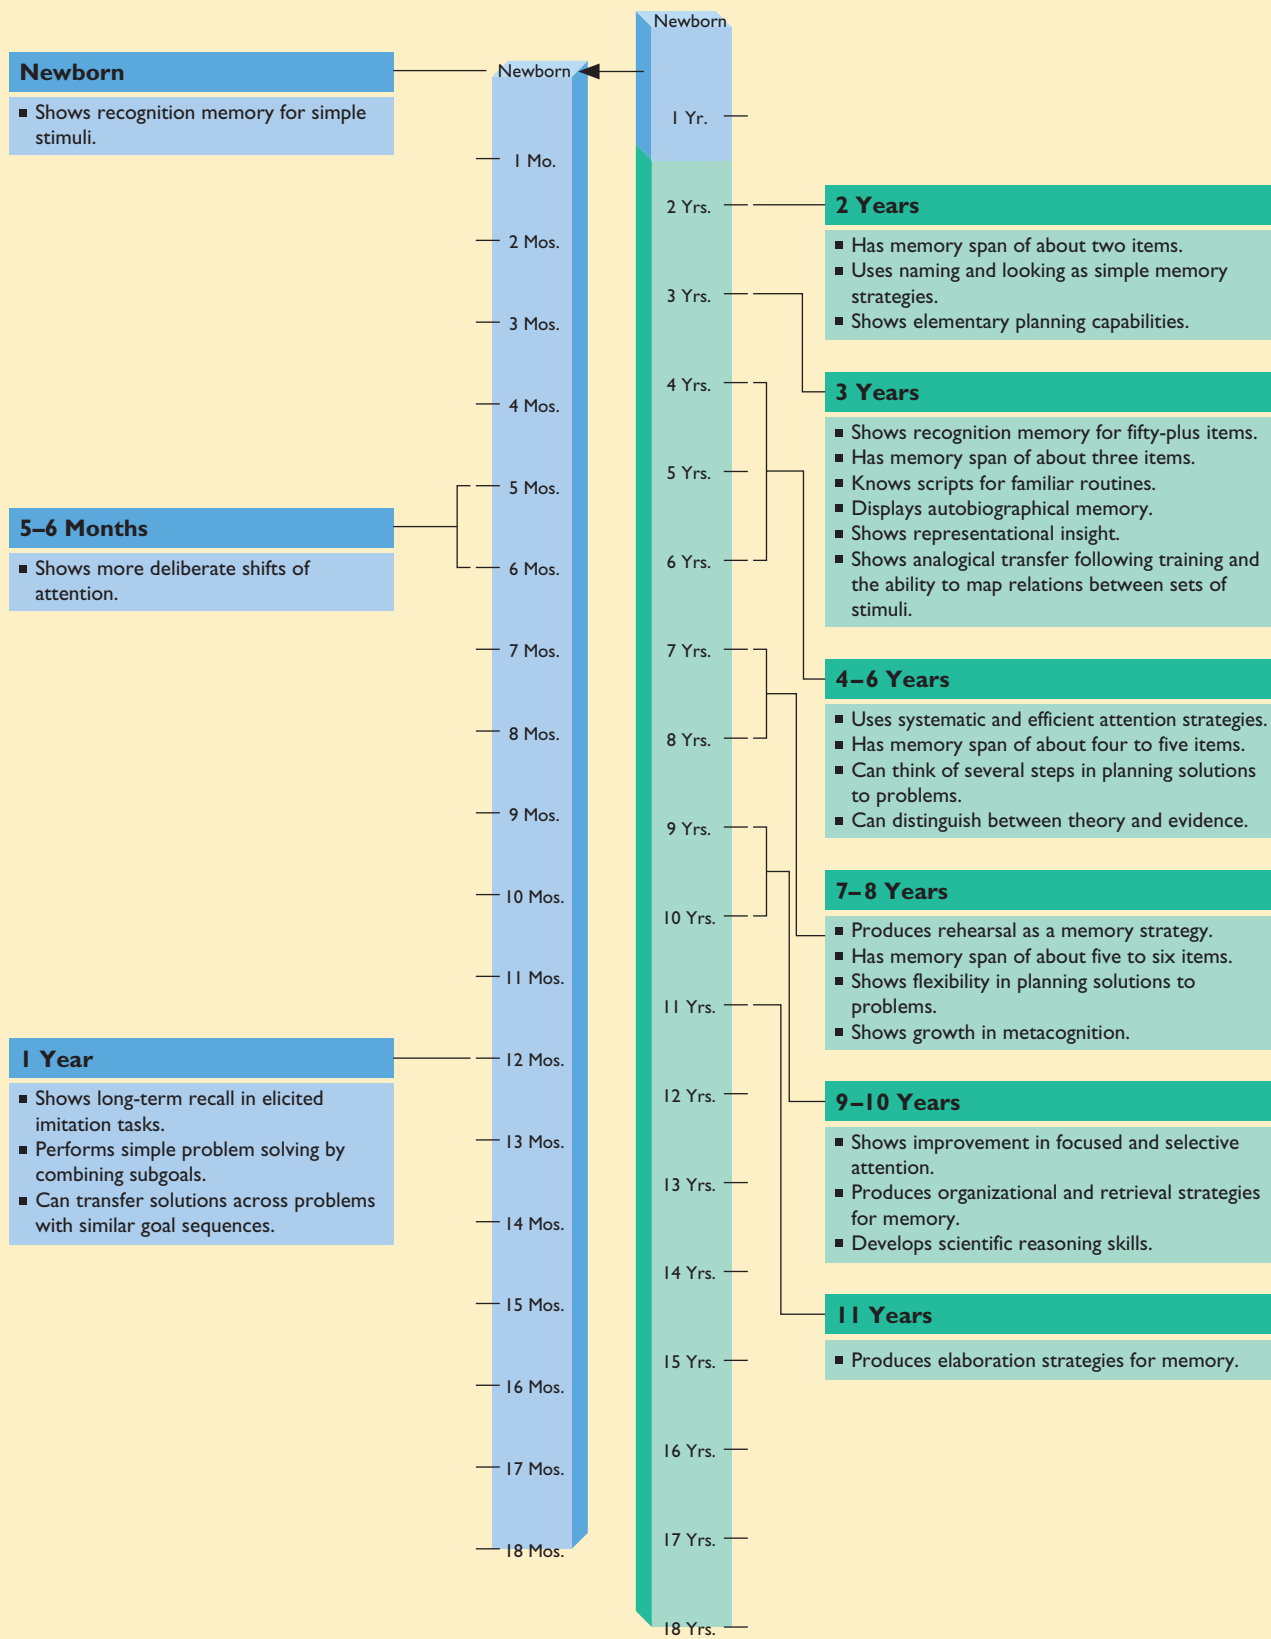 Newborn
■ Shows recognition memory for simple
stimuli.
5–6 Months
■ Shows more deliberate shifts of
attention.
1 Year
■ Shows long-term recall in elicited
imitation tasks.
■ Performs simple problem solving by
combining subgoals.
■ Can transfer solutions across problems
with similar goal sequences.
Newborn
1 Mo.
2 Mos.
3 Mos.
4 Mos.
5 Mos.
6 Mos.
7 Mos.
8 Mos.
9 Mos.
10 Mos.
11 Mos.
12 Mos.
13 Mos.
14 Mos.
15 Mos.
16 Mos.
17 Mos.
18 Mos.
Newborn
1 Yr.
2 Yrs.
3 Yrs.
4 Yrs.
5 Yrs.
6 Yrs.
7 Yrs.
8 Yrs.
9 Yrs.
10 Yrs.
11 Yrs.
12 Yrs.
13 Yrs.
14 Yrs.
15 Yrs.
16 Yrs.
17 Yrs.
18 Yrs.
2 Years
■ Has memory span of about two items.
■ Uses naming and looking as simple memory
strategies.
■ Shows elementary planning capabilities.
3 Years
■ Shows recognition memory for fifty-plus items.
■ Has memory span of about three items.
■ Knows scripts for familiar routines.
■ Displays autobiographical memory.
■ Shows representational insight.
■ Shows analogical transfer following training and
the ability to map relations between sets of
stimuli.
4–6 Years
■ Uses systematic and efficient attention strategies.
■ Has memory span of about four to five items.
■ Can think of several steps in planning solutions
to problems.
■ Can distinguish between theory and evidence.
7–8 Years
■ Produces rehearsal as a memory strategy.
■ Has memory span of about five to six items.
■ Shows flexibility in planning solutions to
problems.
■ Shows growth in metacognition.
9–10 Years
■ Shows improvement in focused and selective
attention.
■ Produces organizational and retrieval strategies
for memory.
■ Develops scientific reasoning skills.
11 Years
■ Produces elaboration strategies for memory.